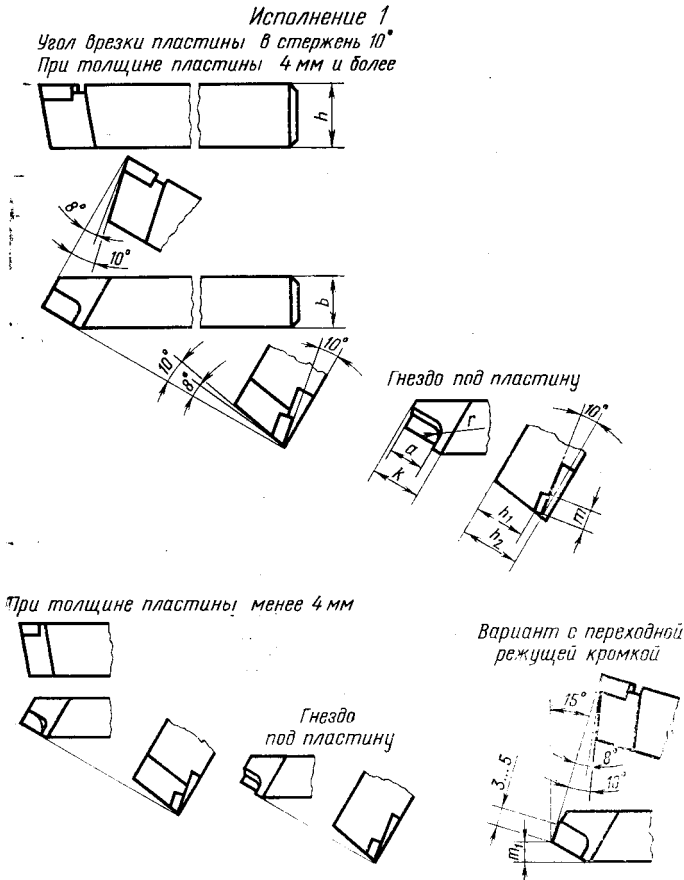 Исполнение 1
Угол врезки пластины в стержень 10°
При толщине пластины 4 мм и более
h
8°
10°
b
10°
8°
10°
Гнездо под пластину
r
a
k
10°
h₁
h₂
m
При толщине пластины менее 4 мм
Гнездо
под пластину
Вариант с переходной
режущей кромкой
15°
8°
10°
3...5
m₁